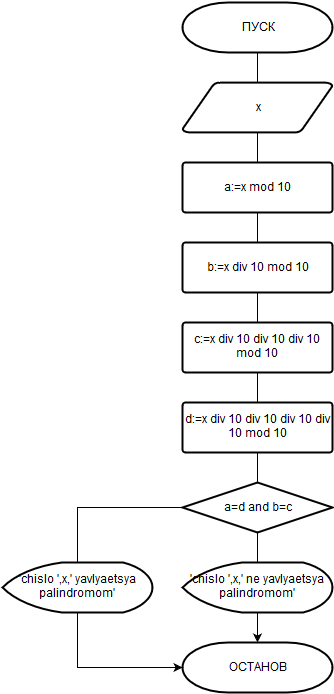 ПУСК
x
a:=x mod 10
b:=x div 10 mod 10
c:=x div 10 div 10 div 10
mod 10
d:=x div 10 div 10 div 10 div
10 mod 10
a=d and b=c
'chislo ',x,' yavlyaetsya
palindromom'
'chislo ',x,' ne yavlyaetsya
palindromom'
ОСТАНОВ